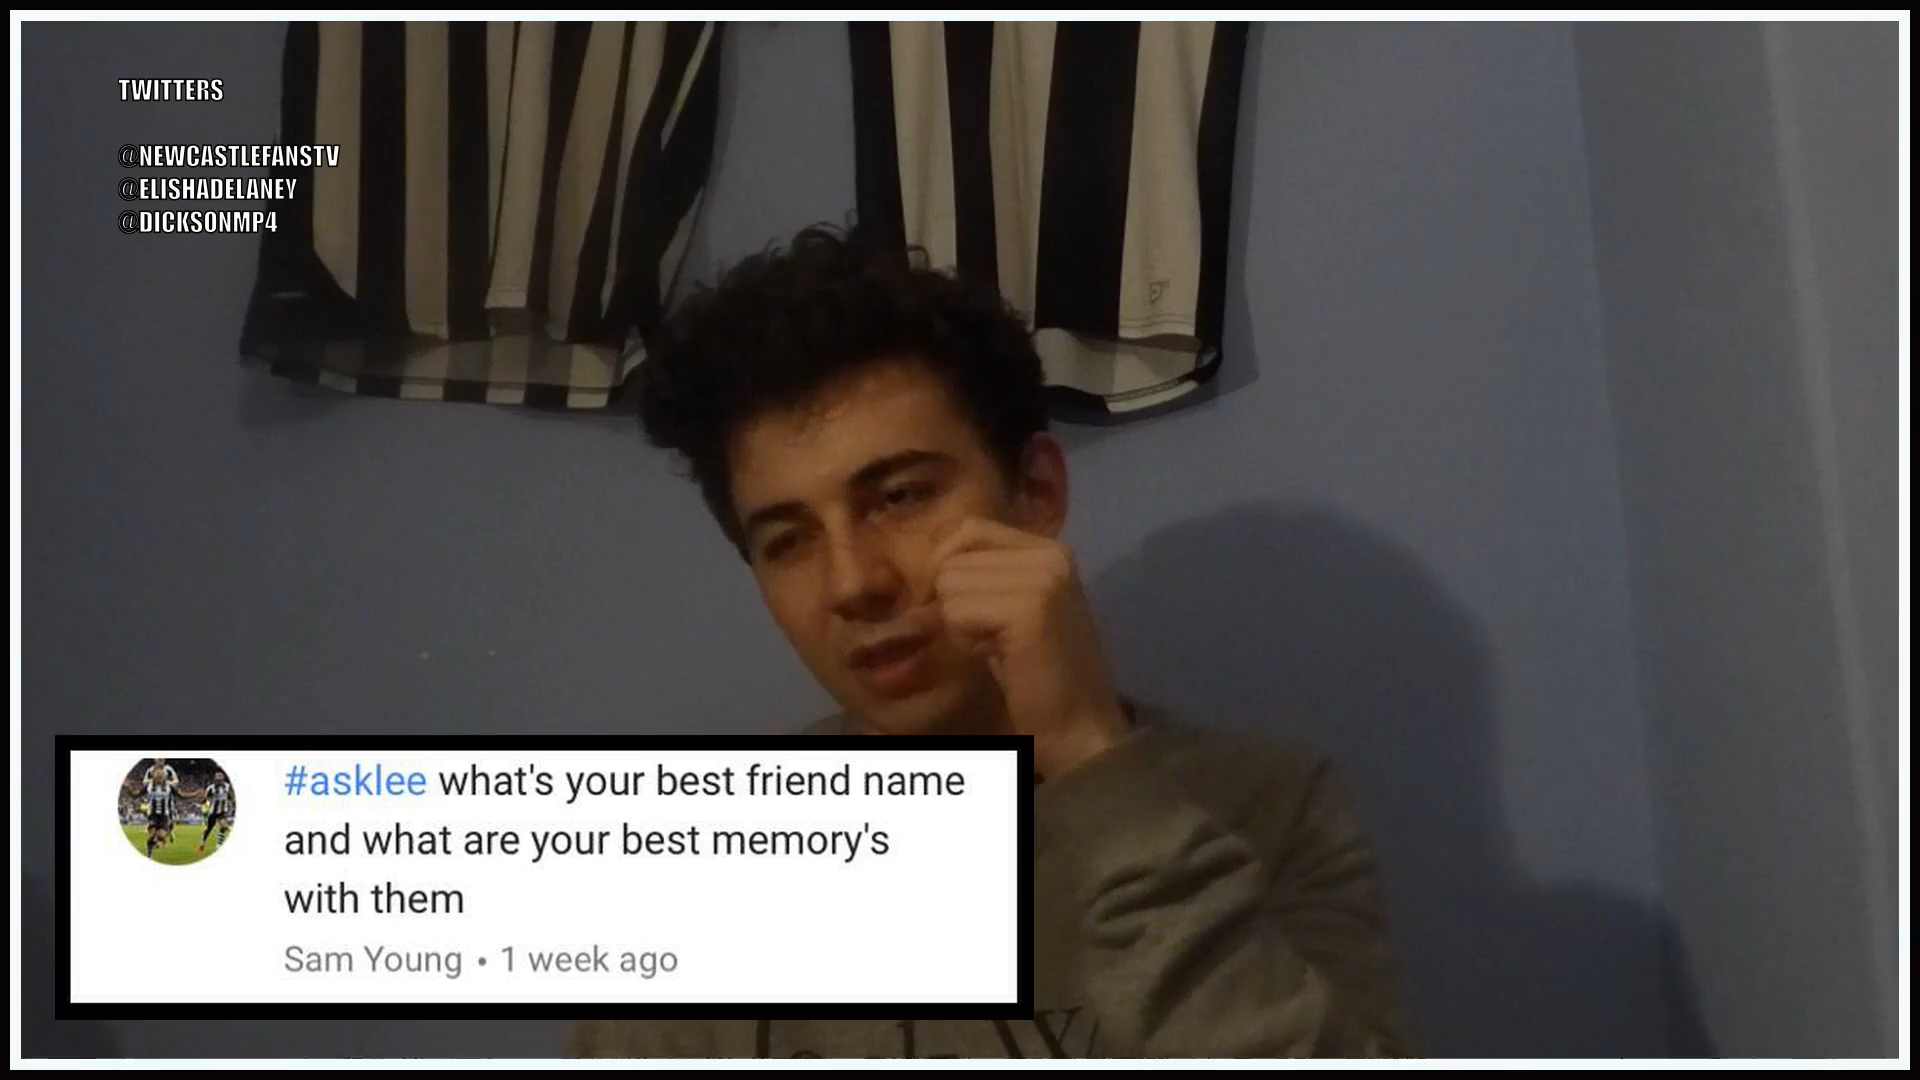 TWITTERS
@NEWCASTLEFANSTV
@ELISHADELANEY
@DICKSONMP4
#asklee what's your best friend name
and what are your best memory's
with them
Sam Young • 1 week ago